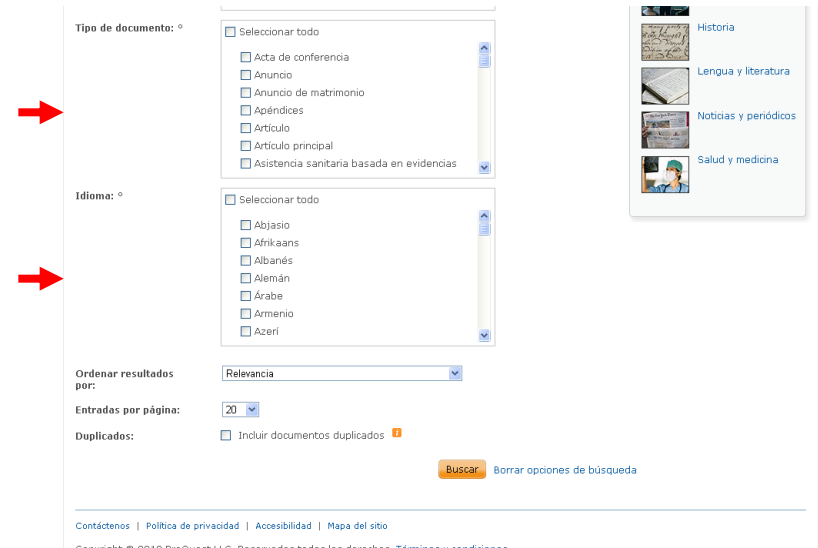 Tipo de documento: °
Seleccionar todo
Acta de conferencia
Anuncio
Anuncio de matrimonio
Apéndices
Artículo
Artículo principal
Asistencia sanitaria basada en evidencias
Idioma: °
Seleccionar todo
Abjasio
Afrikaans
Albanés
Alemán
Árabe
Armenio
Azerí
Ordenar resultados
por:
Relevancia
Entradas por página:
20
Duplicados:
Incluir documentos duplicados
Buscar Borrar opciones de búsqueda
Historia
Lengua y literatura
Noticias y periódicos
Salud y medicina
Contáctenos | Política de privacidad | Accesibilidad | Mapa del sitio